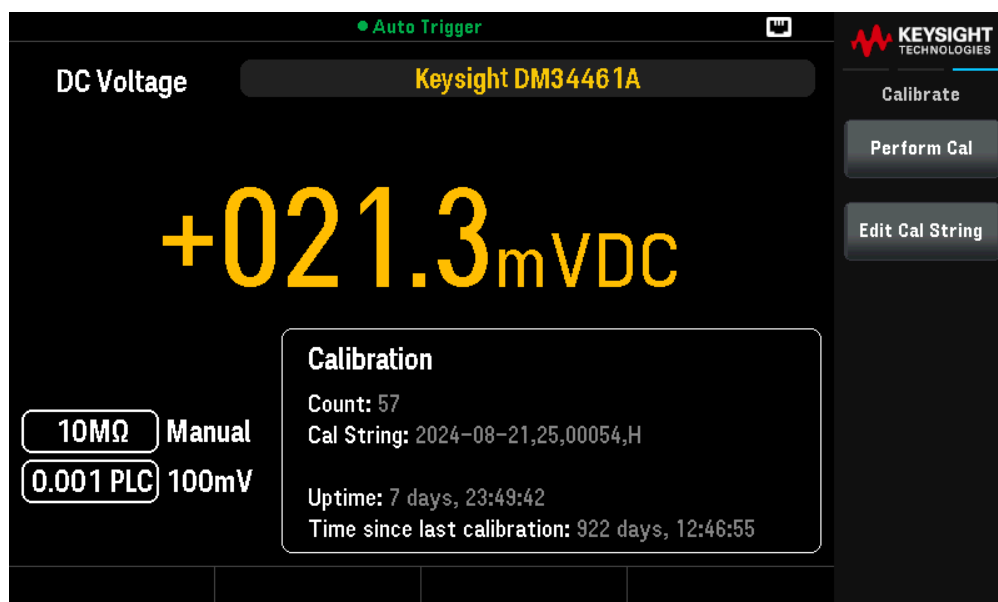 Auto Trigger
KEYSIGHT
TECHNOLOGIES
DC Voltage
Keysight DM34461A
Calibrate
Perform Cal
+021.3mVDC
Edit Cal String
Calibration
Count: 57
10MΩ Manual
Cal String: 2024-08-21,25,00054,H
0.001 PLC 100mV
Uptime: 7 days, 23:49:42
Time since last calibration: 922 days, 12:46:55